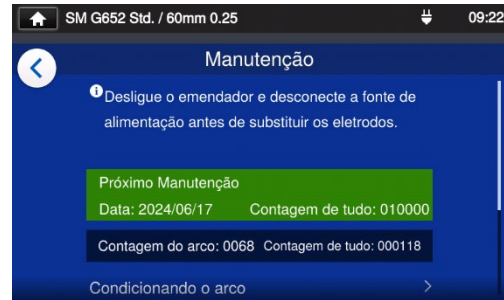 SM G652 Std. / 60mm 0.25 09:22
Manutenção
Desligue o emendador e desconecte a fonte de
alimentação antes de substituir os eletrodos.
Próximo Manutenção
Data: 2024/06/17 Contagem de tudo: 010000
Contagem do arco: 0068 Contagem de tudo: 000118
Condicionando o arco